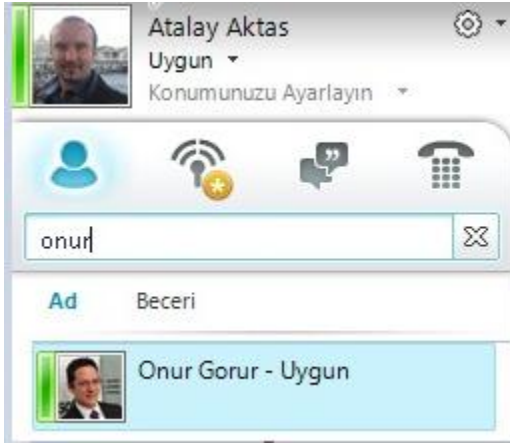 Atalay Aktas
Uygun
Konumunuzu Ayarlayın
onur
Ad Beceri
Onur Gorur - Uygun